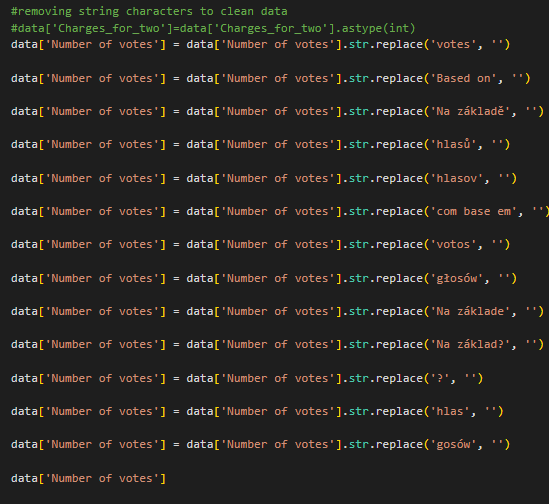 #removing string characters to clean data
#data['Charges_for_two']=data['Charges_for_two'].astype(int)
data['Number of votes'] = data['Number of votes'].str.replace('votes', '')
data['Number of votes'] = data['Number of votes'].str.replace('Based on', '')
data['Number of votes'] = data['Number of votes'].str.replace('Na základě', '')
data['Number of votes'] = data['Number of votes'].str.replace('hlasů', '')
data['Number of votes'] = data['Number of votes'].str.replace('hlasov', '')
data['Number of votes'] = data['Number of votes'].str.replace('com base em', '')
data['Number of votes'] = data['Number of votes'].str.replace('votos', '')
data['Number of votes'] = data['Number of votes'].str.replace('głosów', '')
data['Number of votes'] = data['Number of votes'].str.replace('Na základe', '')
data['Number of votes'] = data['Number of votes'].str.replace('Na základ?', '')
data['Number of votes'] = data['Number of votes'].str.replace('?', '')
data['Number of votes'] = data['Number of votes'].str.replace('hlas', '')
data['Number of votes'] = data['Number of votes'].str.replace('gosów', '')
data['Number of votes']